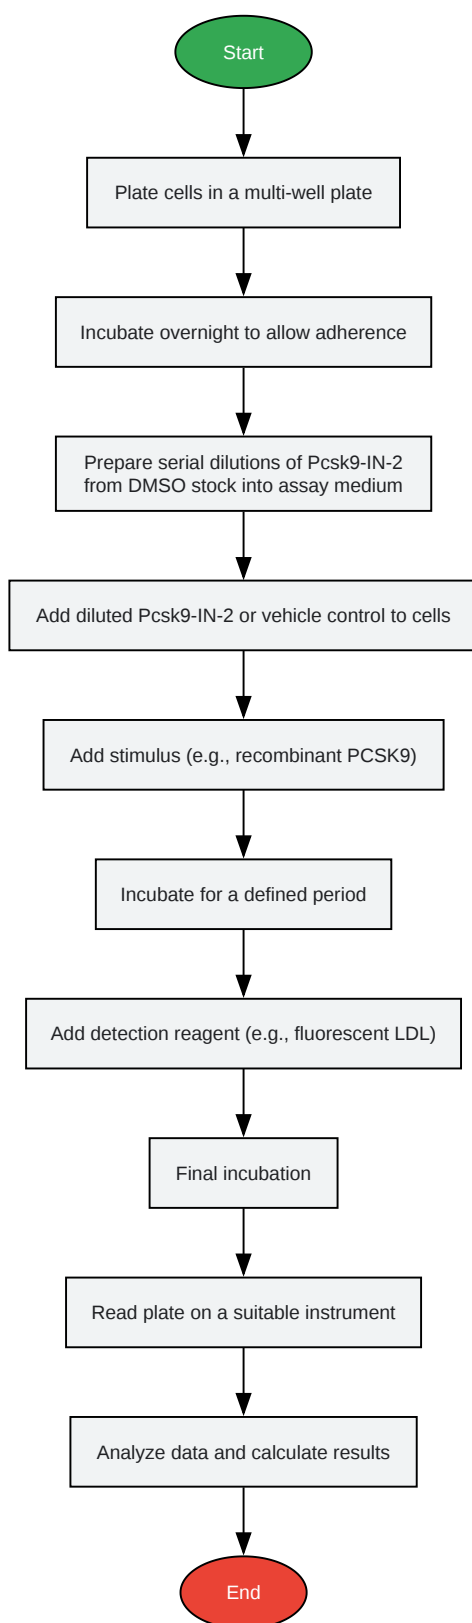 Start
Plate cells in a multi-well plate
Incubate overnight to allow adherence
Prepare serial dilutions of Pcsk9-IN-2
from DMSO stock into assay medium
Add diluted Pcsk9-IN-2 or vehicle control to cells
Add stimulus (e.g., recombinant PCSK9)
Incubate for a defined period
Add detection reagent (e.g., fluorescent LDL)
Final incubation
Read plate on a suitable instrument
Analyze data and calculate results
End